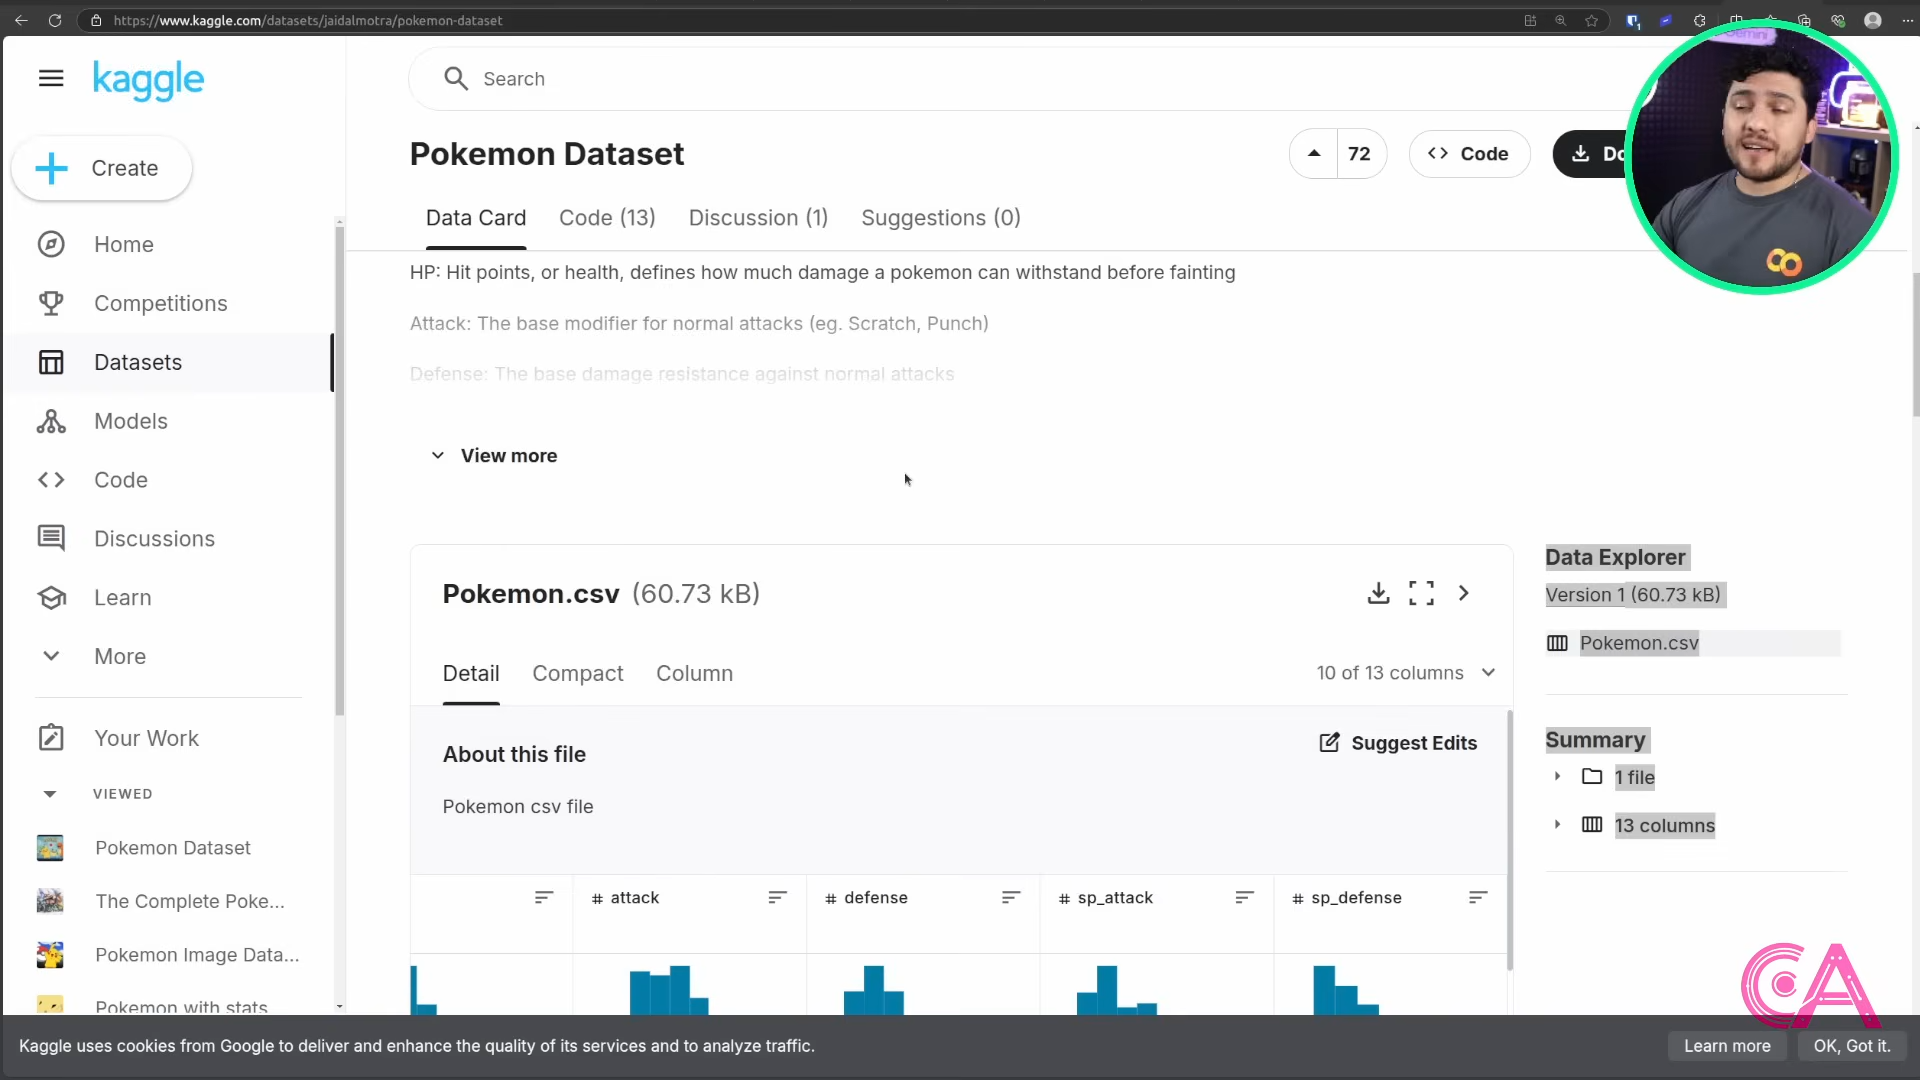 https://www.kaggle.com/datasets/jaidalmotra/pokemon-dataset
kaggle
Search
Create
Home
Competitions
Datasets
Models
Code
Discussions
Learn
More
Your Work
VIEWED
Pokemon Dataset
The Complete Poke...
Pokemon Image Data...
Pokemon with stats
Pokemon Dataset
72
Code
Do
Data Card
Code (13)
Discussion (1)
Suggestions (0)
HP: Hit points, or health, defines how much damage a pokemon can withstand before fainting
Attack: The base modifier for normal attacks (eg. Scratch, Punch)
Defense: The base damage resistance against normal attacks
View more
Pokemon.csv (60.73 kB)
Detail
Compact
Column
10 of 13 columns
About this file
Suggest Edits
Pokemon csv file
# attack
# defense
# sp_attack
# sp_defense
Data Explorer
Version 1 (60.73 kB)
Pokemon.csv
Summary
1 file
13 columns
Gemini
CA
Kaggle uses cookies from Google to deliver and enhance the quality of its services and to analyze traffic.
Learn more
OK, Got it.